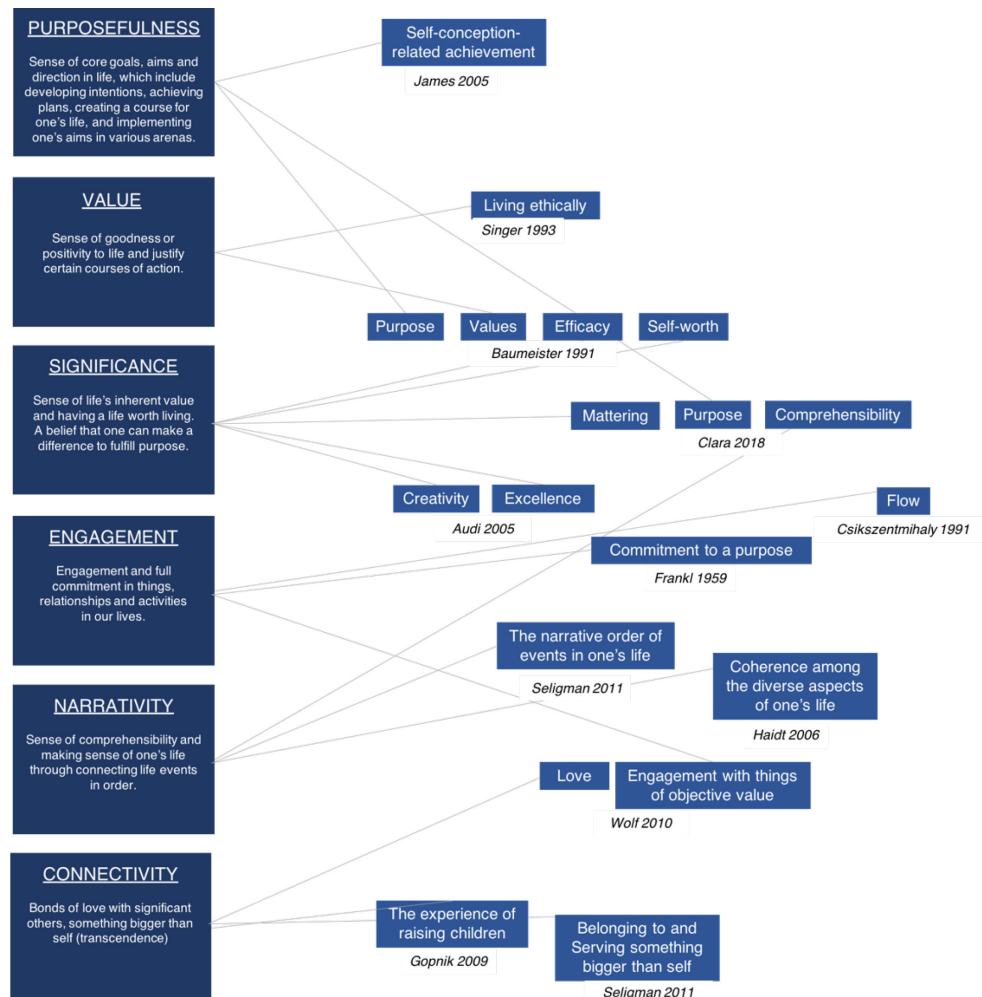 PURPOSEFULNESS
Sense of core goals, aims and
direction in life, which include
developing intentions, achieving
plans, creating a course for
one's life, and implementing
one's aims in various arenas.
Self-conception-
related achievement
James 2005
VALUE
Sense of goodness or
positivity to life and justify
certain courses of action.
Living ethically
Singer 1993
Purpose
Values
Efficacy
Self-worth
Baumeister 1991
SIGNIFICANCE
Sense of life's inherent value
and having a life worth living.
A belief that one can make a
difference to fulfill purpose.
Mattering
Purpose
Comprehensibility
Clara 2018
Creativity
Excellence
Audi 2005
Flow
Csikszentmihaly 1991
ENGAGEMENT
Engagement and full
commitment in things,
relationships and activities
in our lives.
Commitment to a purpose
Frankl 1959
The narrative order of
events in one's life
Seligman 2011
Coherence among
the diverse aspects
of one's life
Haidt 2006
NARRATIVITY
Sense of comprehensibility and
making sense of one's life
through connecting life events
in order.
Love
Engagement with things
of objective value
Wolf 2010
CONNECTIVITY
Bonds of love with significant
others, something bigger than
self (transcendence)
The experience of
raising children
Gopnik 2009
Belonging to and
Serving something
bigger than self
Seligman 2011